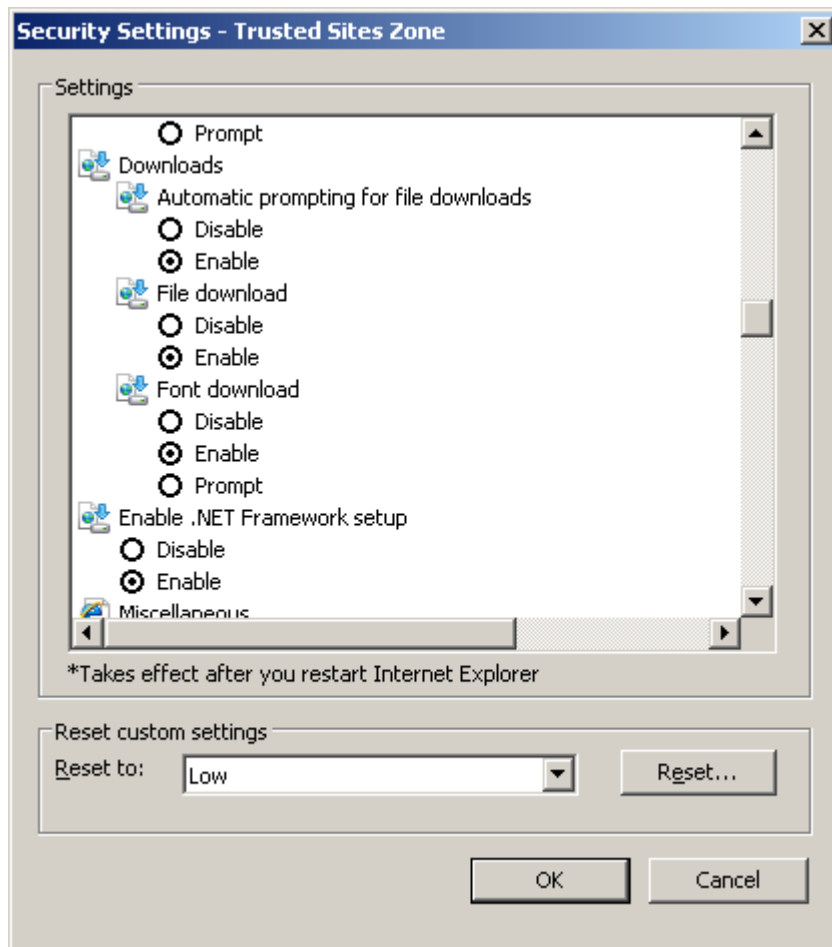 Security Settings - Trusted Sites Zone
Settings
Prompt
Downloads
Automatic prompting for file downloads
Disable
Enable
File download
Disable
Enable
Font download
Disable
Enable
Prompt
Enable .NET Framework setup
Disable
Enable
Miscellaneous
*Takes effect after you restart Internet Explorer
Reset custom settings
Reset to:
Low
Reset...
OK
Cancel